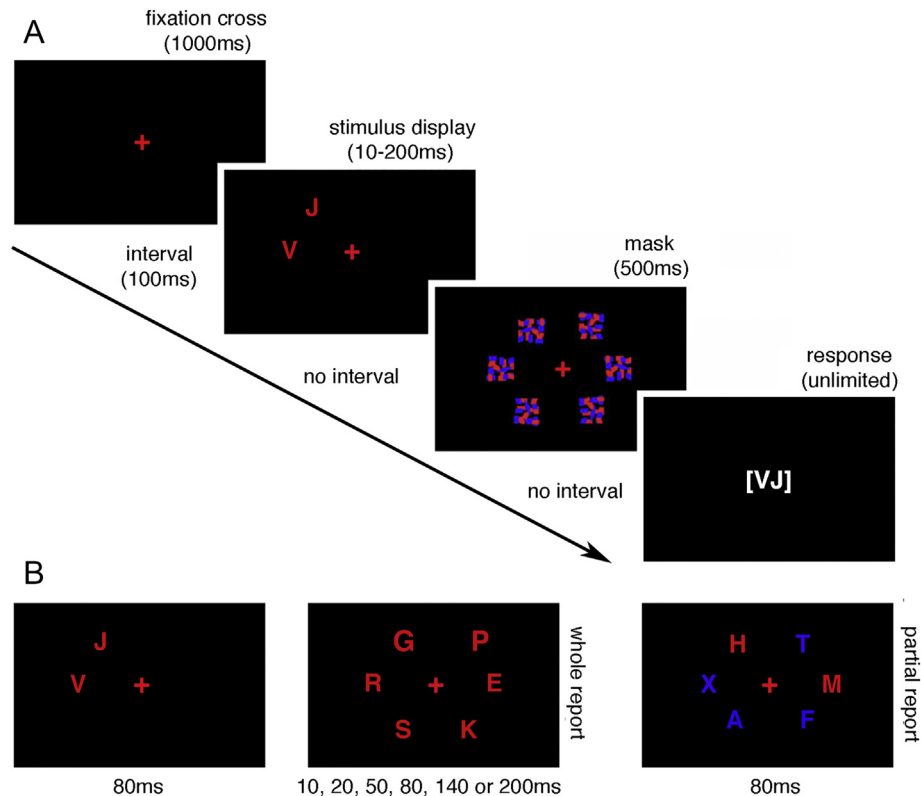 A
fixation cross
(1000ms)
+
stimulus display
(10-200ms)
J
V +
interval
(100ms)
mask
(500ms)
+
no interval
response
(unlimited)
[VJ]
no interval
B
J
V +
80ms
G P
R + E
S K
whole report
10, 20, 50, 80, 140 or 200ms
H T
X + M
A F
partial report
80ms